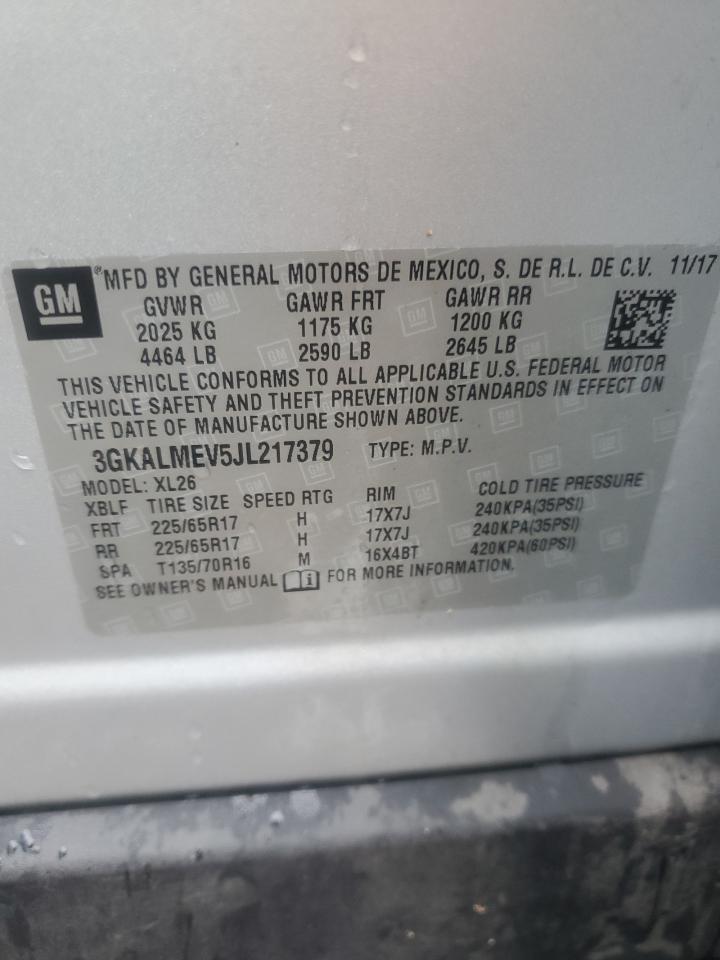 GM ®MFD BY GENERAL MOTORS DE MEXICO, S. DE R.L. DE C.V. 11/17
GVWR GAWR FRT GAWR RR
2025 KG 1175 KG 1200 KG
4464 LB 2590 LB 2645 LB
THIS VEHICLE CONFORMS TO ALL APPLICABLE U.S. FEDERAL MOTOR
VEHICLE SAFETY AND THEFT PREVENTION STANDARDS IN EFFECT ON
THE DATE OF MANUFACTURE SHOWN ABOVE.
3GKALMEV5JL217379 TYPE: M.P.V.
MODEL: XL26
XBLF TIRE SIZE SPEED RTG RIM COLD TIRE PRESSURE
FRT 225/65R17 H 17X7J 240KPA(35PSI)
RR 225/65R17 H 17X7J 240KPA(35PSI)
SPA T135/70R16 M 16X4BT 420KPA(60PSI)
SEE OWNER'S MANUAL i FOR MORE INFORMATION.